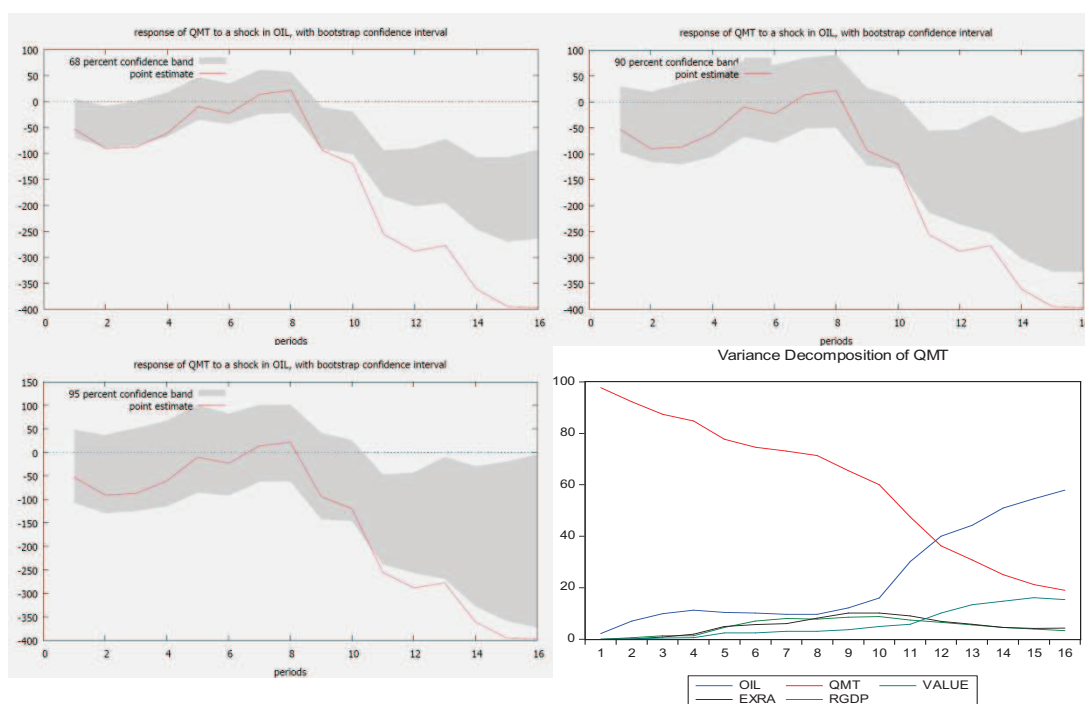 response of QMT to a shock in OIL, with bootstrap confidence interval
100
50
0
-50
-100
-150
-200
-250
-300
-350
-400
68 percent confidence band
point estimate
0 2 4 6 8 10 12 14 16
periods
response of QMT to a shock in OIL, with bootstrap confidence interval
100
50
0
-50
-100
-150
-200
-250
-300
-350
-400
90 percent confidence band
point estimate
0 2 4 6 8 10 12 14 16
periods
response of QMT to a shock in OIL, with bootstrap confidence interval
150
100
50
0
-50
-100
-150
-200
-250
-300
-350
-400
95 percent confidence band
point estimate
0 2 4 6 8 10 12 14 16
periods
Variance Decomposition of QMT
100
80
60
40
20
0
1 2 3 4 5 6 7 8 9 10 11 12 13 14 15 16
OIL QMT VALUE
EXRA RGDP